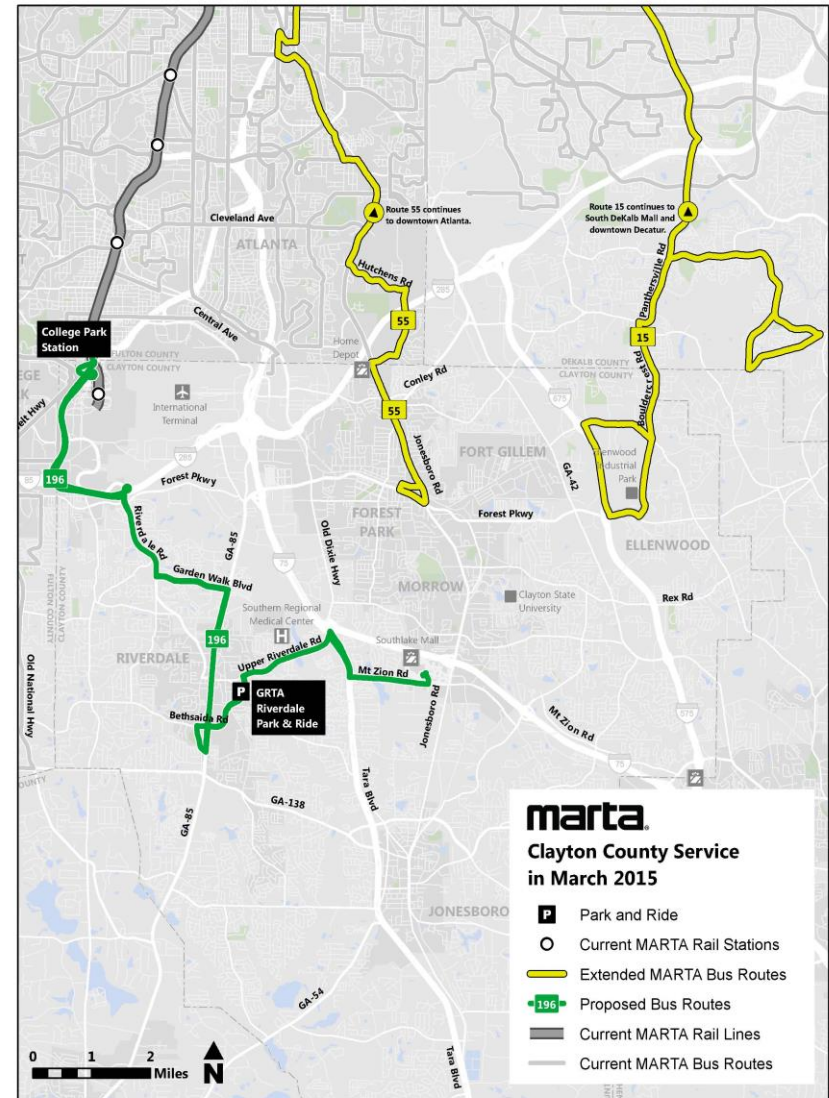 Route 55 continues
to downtown Atlanta.
Route 15 continues to
South DeKalb Mall and
downtown Decatur.
Cleveland Ave
ATLANTA
Hutchens Rd
Panthersville Rd
285
Central Ave
College Park
Station
Home
Depot
55
15
FULTON COUNTY
CLAYTON COUNTY
DEKALB COUNTY
CLAYTON COUNTY
Conley Rd
Bouldercrest Rd
International
Terminal
675
55
Jonesboro Rd
FORT GILLEM
GA-42
Industrial
Park
285
85
196
Forest Pkwy
FOREST
PARK
Forest Pkwy
Riverdale Rd
GA-85
Old Dixie Hwy
75
ELLENWOOD
Garden Walk Blvd
MORROW
Clayton State
University
Rex Rd
FULTON COUNTY
CLAYTON COUNTY
Southern Regional
Medical Center
H
196
Southlake Mall
RIVERDALE
Upper Riverdale Rd
Mt Zion Rd
Old National Hwy
P
GRTA
Riverdale
Park & Ride
Bethsaida Rd
Jonesboro Rd
Mt Zion Rd
675
75
GA-85
GA-138
Tara Blvd
JONESBORO
GA-54
Tara Blvd
marta
Clayton County Service
in March 2015
P Park and Ride
Current MARTA Rail Stations
Extended MARTA Bus Routes
196 Proposed Bus Routes
Current MARTA Rail Lines
Current MARTA Bus Routes
0 1 2
Miles
N